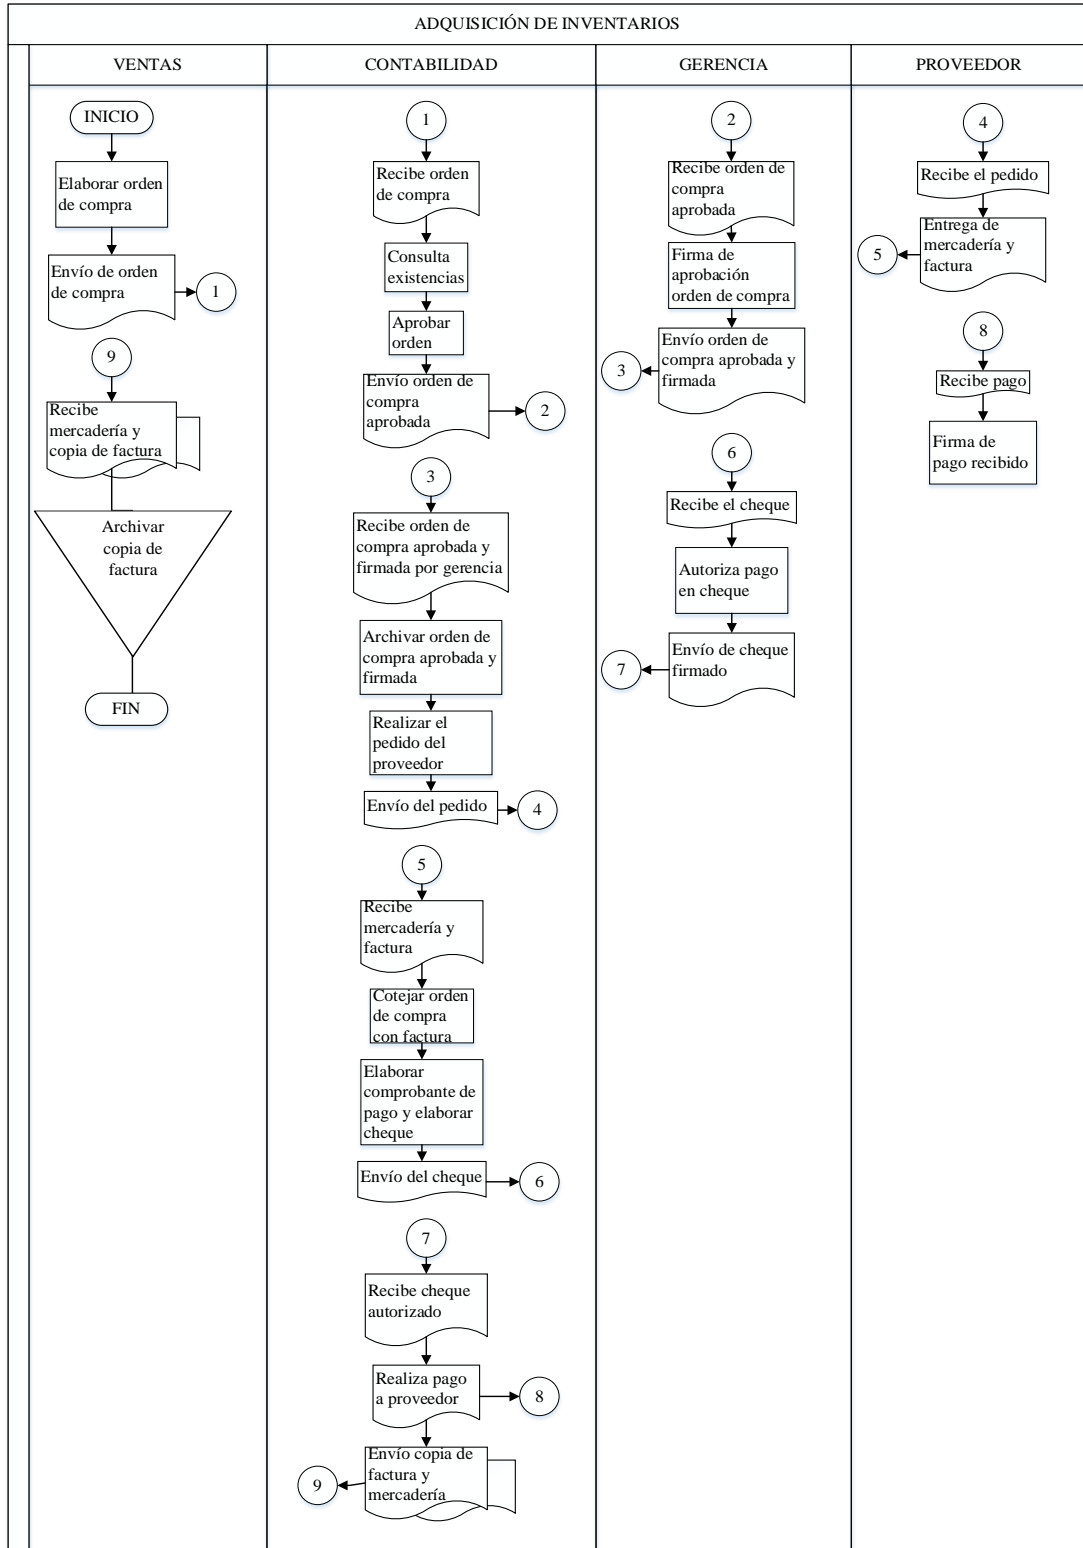 ADQUISICIÓN DE INVENTARIOS
VENTAS
INICIO
Elaborar orden
de compra
Envío de orden
de compra
1
9
Recibe
mercadería y
copia de factura
Archivar
copia de
factura
FIN
CONTABILIDAD
1
Recibe orden
de compra
Consulta
existencias
Aprobar
orden
Envío orden de
compra
aprobada
2
3
Recibe orden de
compra aprobada y
firmada por gerencia
Archivar orden de
compra aprobada y
firmada
Realizar el
pedido del
proveedor
Envío del pedido
4
5
Recibe
mercadería y
factura
Cotejar orden
de compra
con factura
Elaborar
comprobante de
pago y elaborar
cheque
Envío del cheque
6
7
Recibe cheque
autorizado
Realiza pago
a proveedor
8
Envío copia de
factura y
mercadería
9
GERENCIA
2
Recibe orden de
compra
aprobada
Firma de
aprobación
orden de compra
Envío orden de
compra aprobada y
firmada
3
6
Recibe el cheque
Autoriza pago
en cheque
Envío de cheque
firmado
7
PROVEEDOR
4
Recibe el pedido
Entrega de
mercadería y
factura
5
8
Recibe pago
Firma de
pago recibido